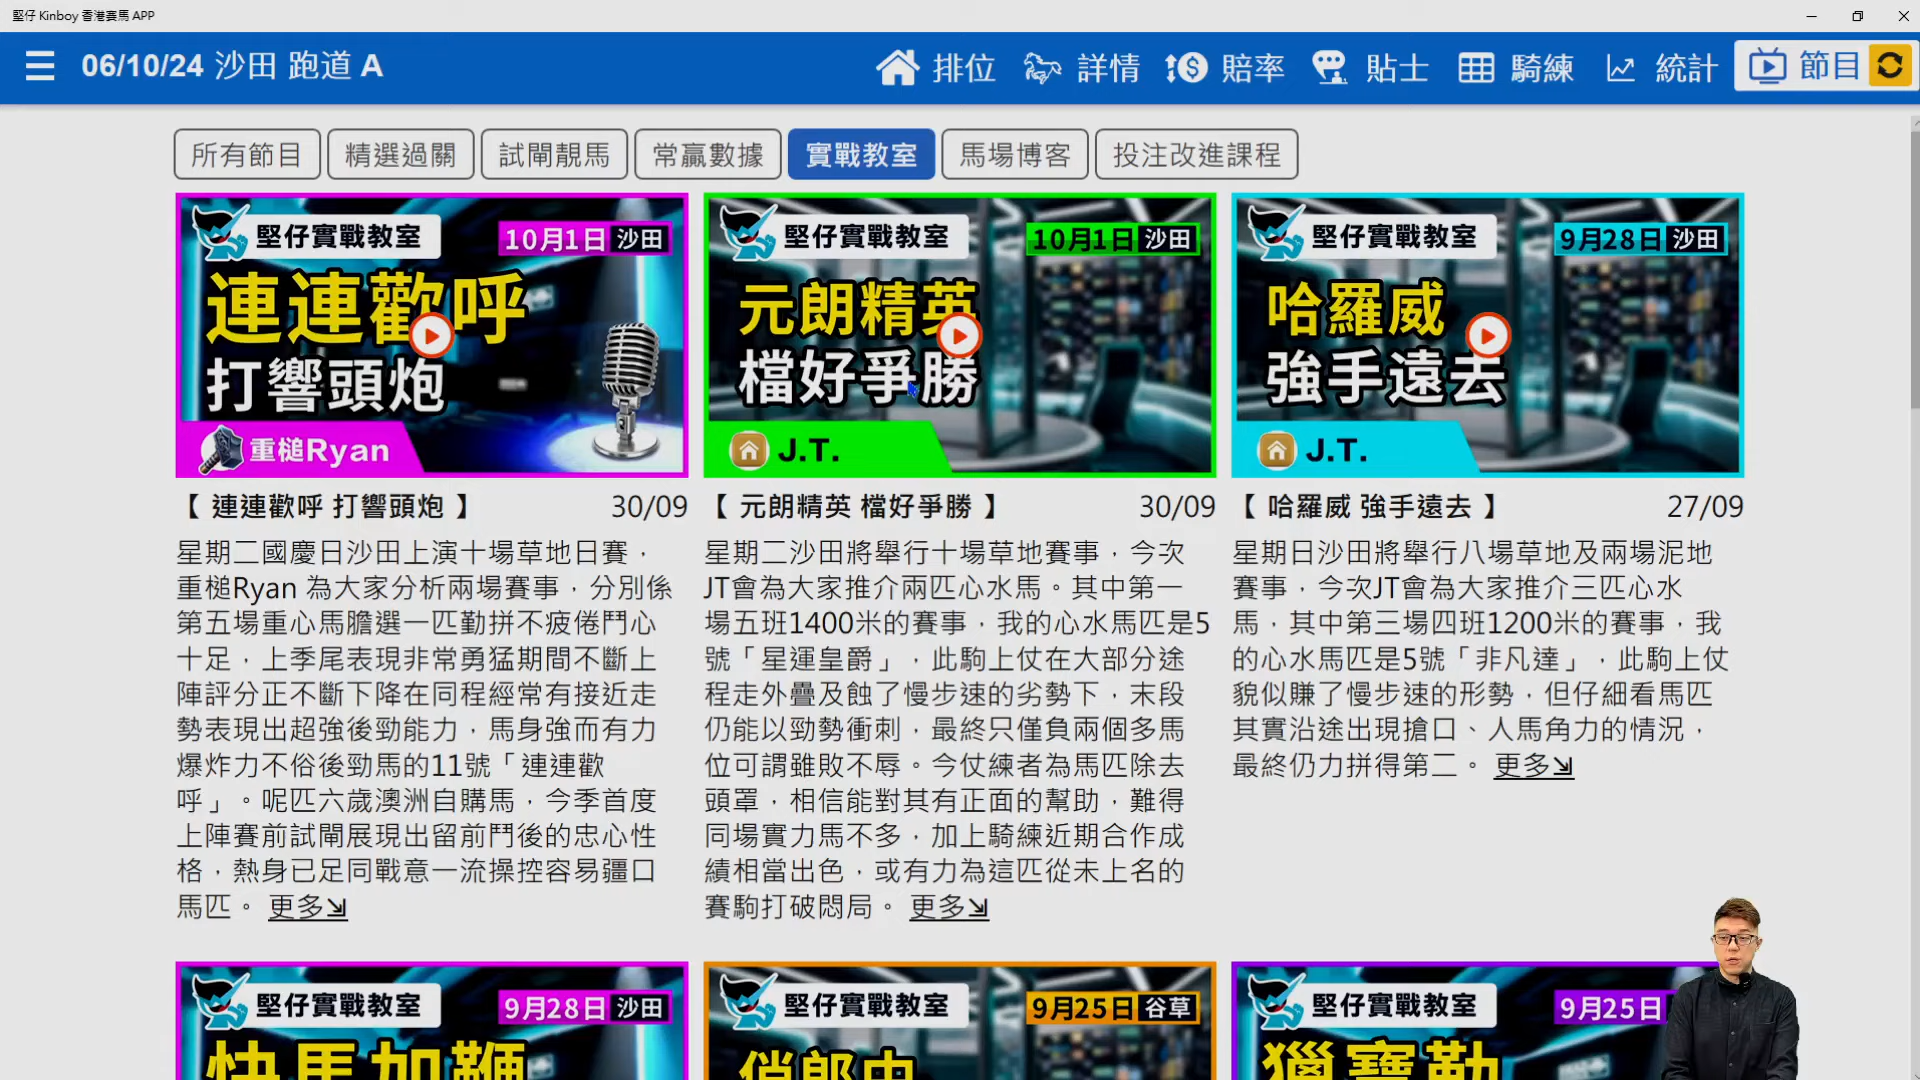 堅仔 Kinboy 香港賽馬 APP
06/10/24 沙田 跑道 A
排位
詳情
賠率
貼士
騎練
統計
節目
所有節目
精選過關
試閘靚馬
常贏數據
實戰教室
馬場博客
投注改進課程
堅仔實戰教室
10月1日 沙田
連連歡呼
打響頭炮
重槌Ryan
堅仔實戰教室
10月1日 沙田
元朗精英
檔好爭勝
J.T.
堅仔實戰教室
9月28日 沙田
哈羅威
強手遠去
J.T.
【 連連歡呼 打響頭炮 】 30/09
星期二國慶日沙田上演十場草地日賽，
重槌Ryan 為大家分析兩場賽事，分別係
第五場重心馬膽選一匹勤拼不疲倦鬥心
十足，上季尾表現非常勇猛期間不斷上
陣評分正不斷下降在同程經常有接近走
勢表現出超強後勁能力，馬身強而有力
爆炸力不俗後勁馬的11號「連連歡
呼」。呢匹六歲澳洲自購馬，今季首度
上陣賽前試閘展現出留前鬥後的忠心性
格，熱身已足同戰意一流操控容易疆口
馬匹。 更多⇲
【 元朗精英 檔好爭勝 】 30/09
星期二沙田將舉行十場草地賽事，今次
JT會為大家推介兩匹心水馬。其中第一
場五班1400米的賽事，我的心水馬匹是5
號「星運皇爵」，此駒上仗在大部分途
程走外疊及蝕了慢步速的劣勢下，末段
仍能以勁勢衝刺，最終只僅負兩個多馬
位可謂雖敗不辱。今仗練者為馬匹除去
頭罩，相信能對其有正面的幫助，難得
同場實力馬不多，加上騎練近期合作成
績相當出色，或有力為這匹從未上名的
賽駒打破悶局。 更多⇲
【 哈羅威 強手遠去 】 27/09
星期日沙田將舉行八場草地及兩場泥地
賽事，今次JT會為大家推介三匹心水
馬，其中第三場四班1200米的賽事，我
的心水馬匹是5號「非凡達」，此駒上仗
貌似賺了慢步速的形勢，但仔細看馬匹
其實沿途出現搶口、人馬角力的情況，
最終仍力拼得第二。 更多⇲
堅仔實戰教室
9月28日 沙田
快馬加鞭
堅仔實戰教室
9月25日 谷草
俏郎中
堅仔實戰教室
9月25日
獵寶勒